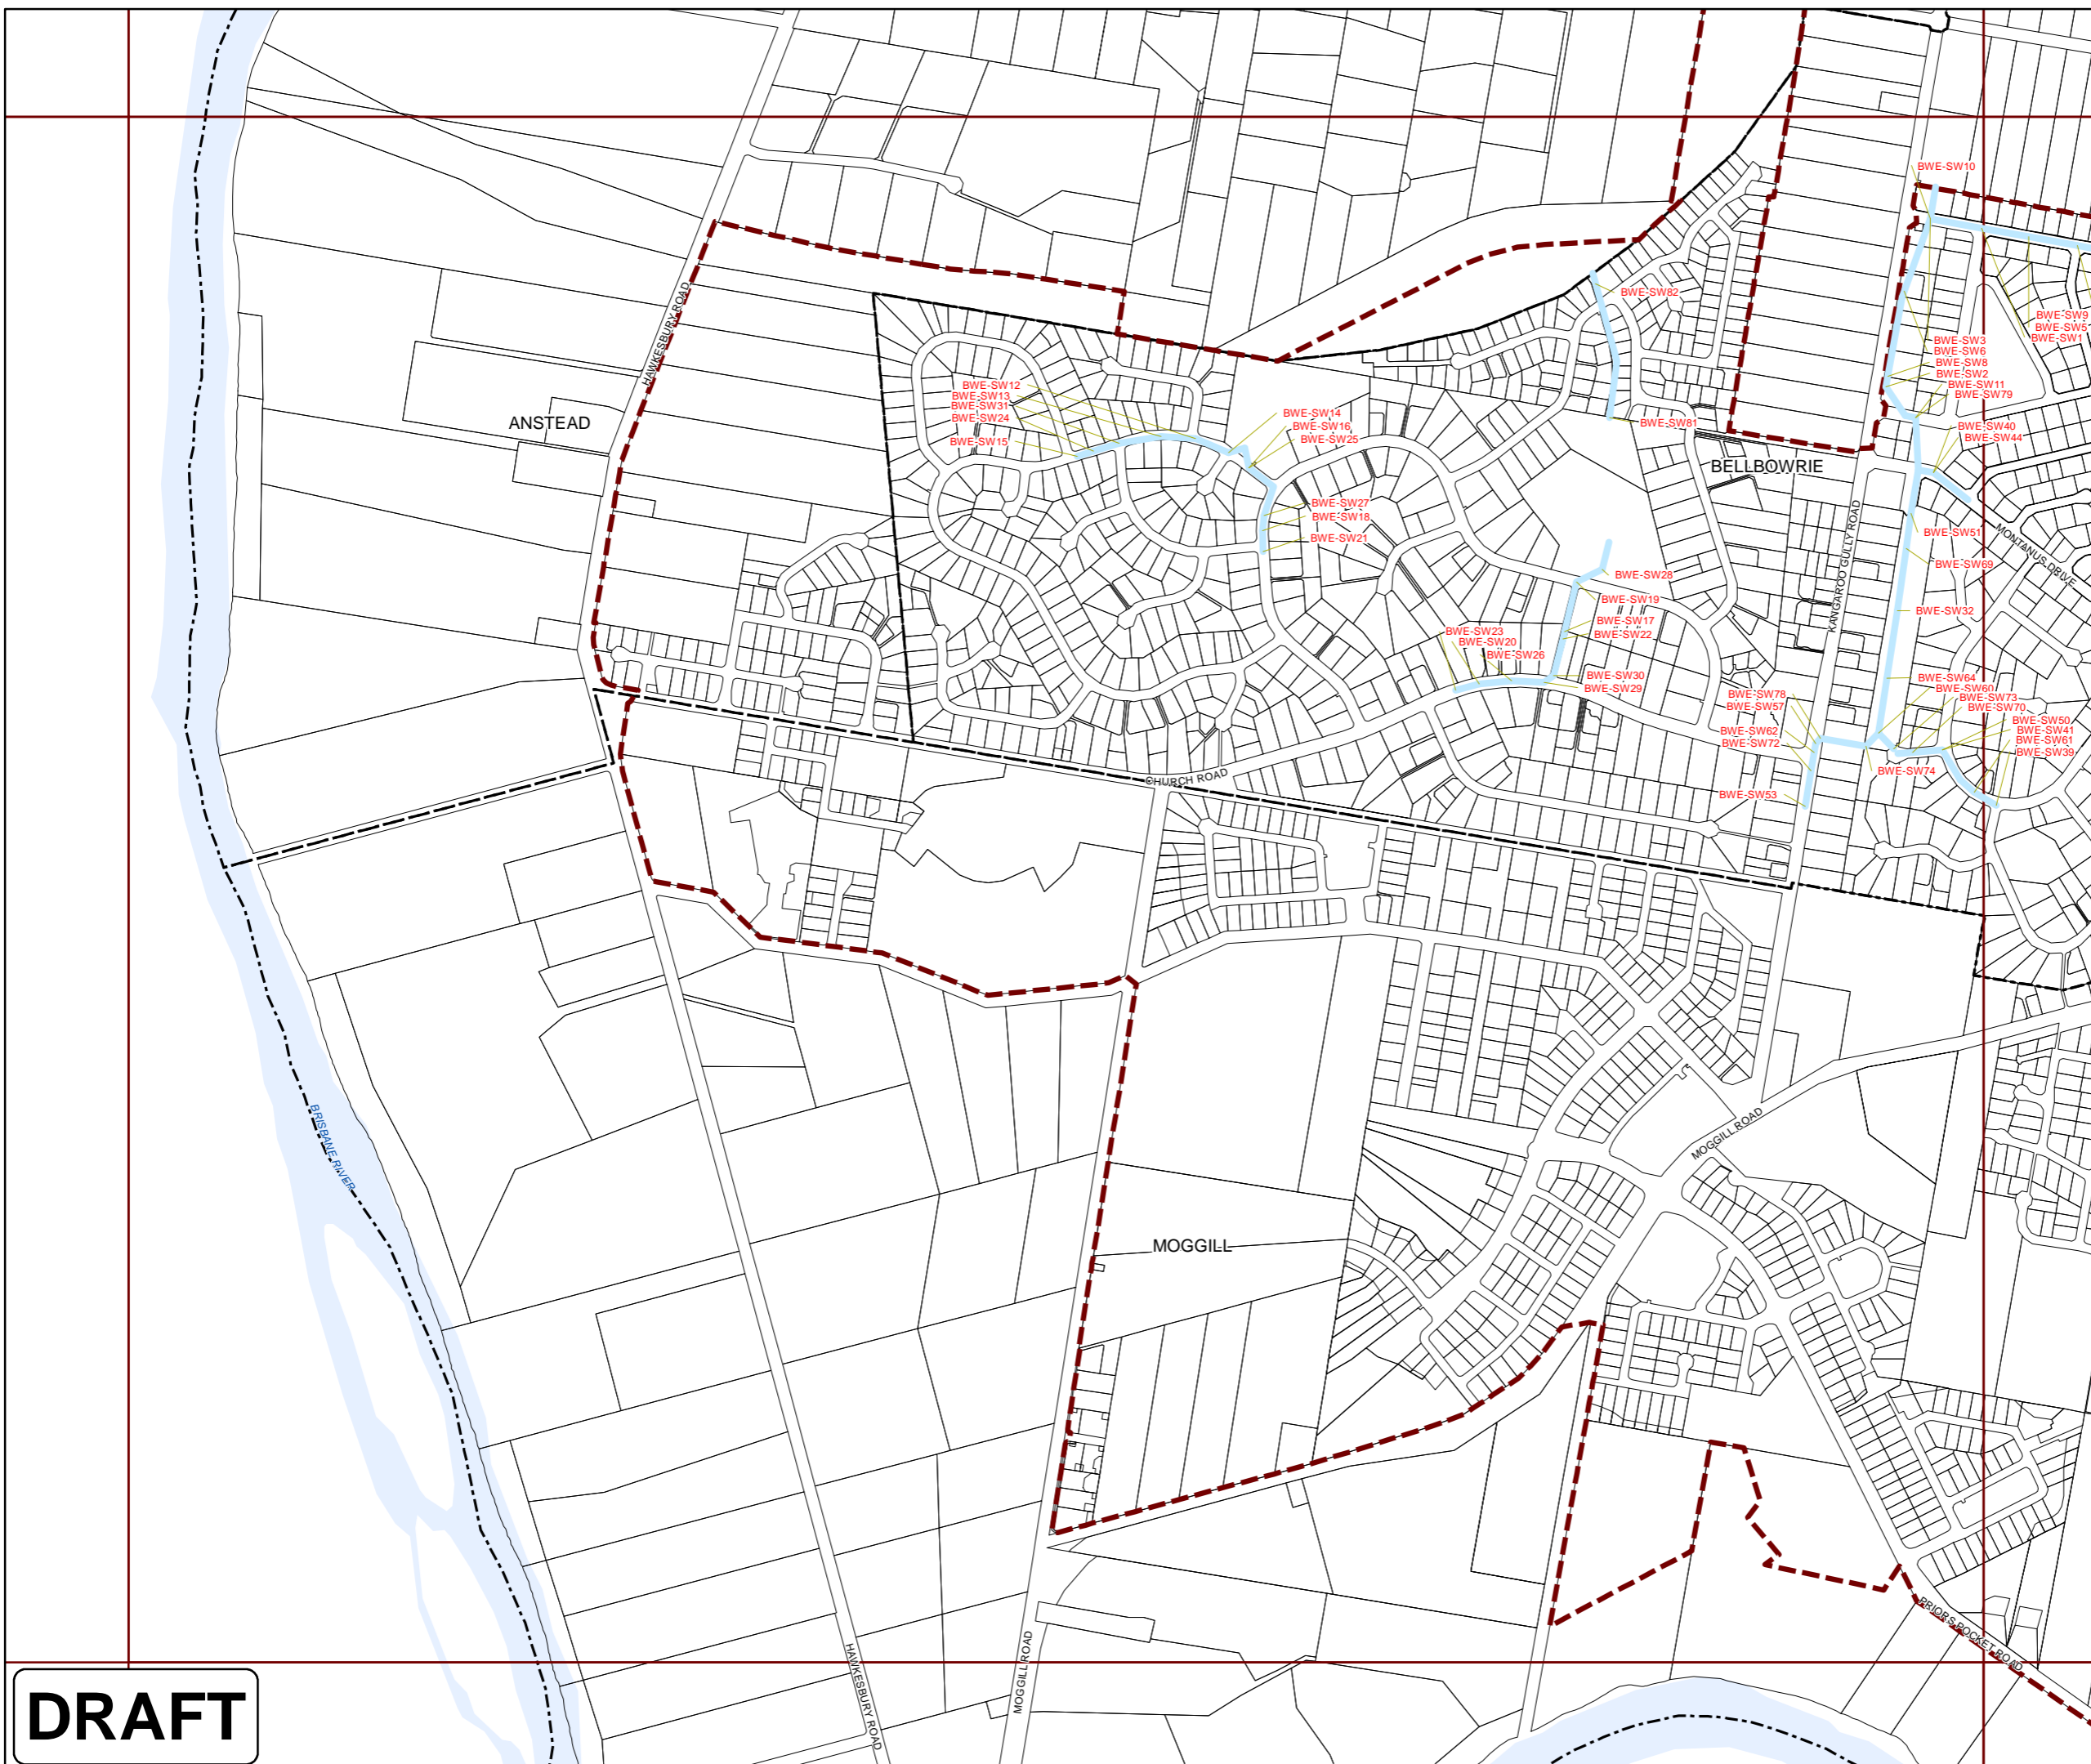 BWE-SW10
BWE-SW82
HAWKESBURY ROAD
BWE-SW9
BWE-SW5
BWE-SW1
BWE-SW3
BWE-SW6
BWE-SW8
BWE-SW2
BWE-SW11
BWE-SW79
BWE-SW12
BWE-SW13
BWE-SW31
BWE-SW24
BWE-SW15
BWE-SW14
BWE-SW16
BWE-SW25
BWE-SW81
ANSTEAD
BWE-SW40
BWE-SW44
BELLBOWRIE
BWE-SW27
BWE-SW18
BWE-SW21
KANGAROO GULLY ROAD
BWE-SW51
MONTANUS DRIVE
BWE-SW69
BWE-SW28
BWE-SW19
BWE-SW17
BWE-SW22
BWE-SW32
BWE-SW23
BWE-SW20
BWE-SW26
BWE-SW30
BWE-SW29
BWE-SW64
BWE-SW60
BWE-SW73
BWE-SW70
BWE-SW78
BWE-SW57
BWE-SW50
BWE-SW41
BWE-SW61
BWE-SW39
BWE-SW62
BWE-SW72
BWE-SW74
CHURCH ROAD
BWE-SW53
BRISBANE RIVER
MOGGILL ROAD
MOGGILL
PRIORS POCKET ROAD
HAWKESBURY ROAD
MOGGILL ROAD
DRAFT